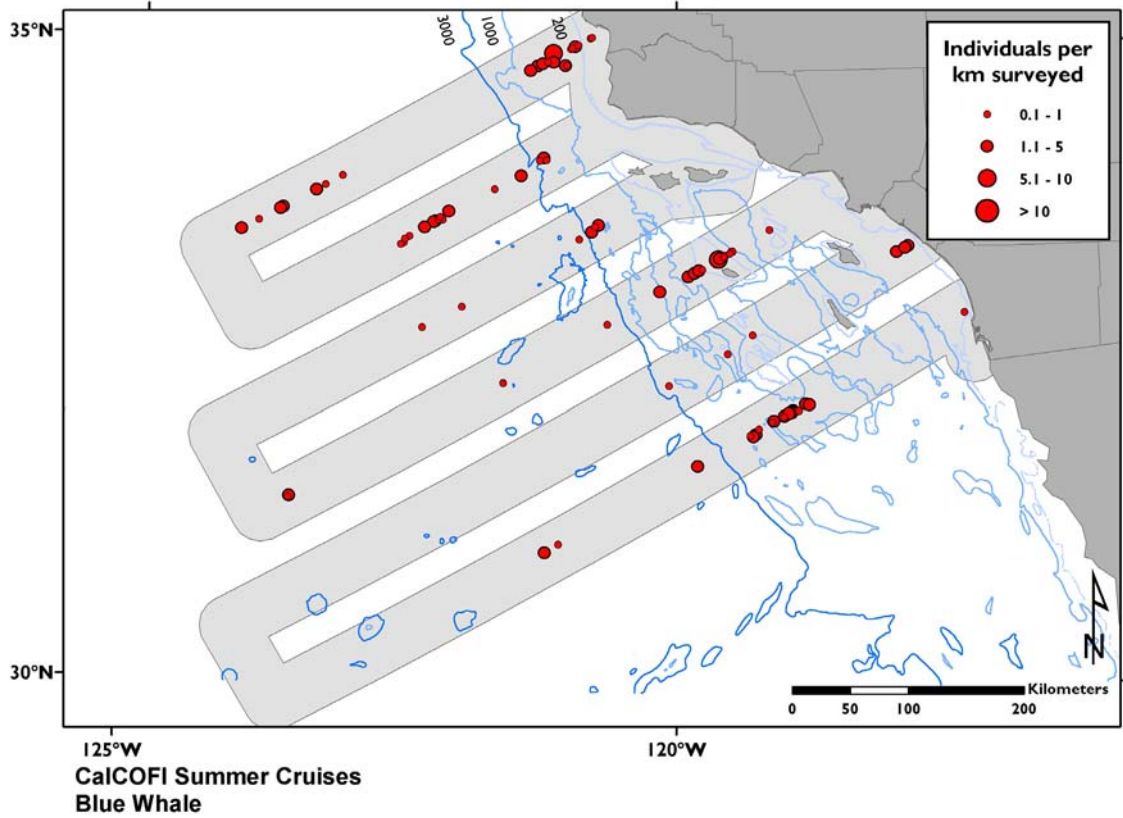 35°N
3000
1000
200
Individuals per
km surveyed
0.1 - 1
1.1 - 5
5.1 - 10
> 10
30°N
N
Kilometers
0 50 100 200
125°W
120°W
CalCOFI Summer Cruises
Blue Whale